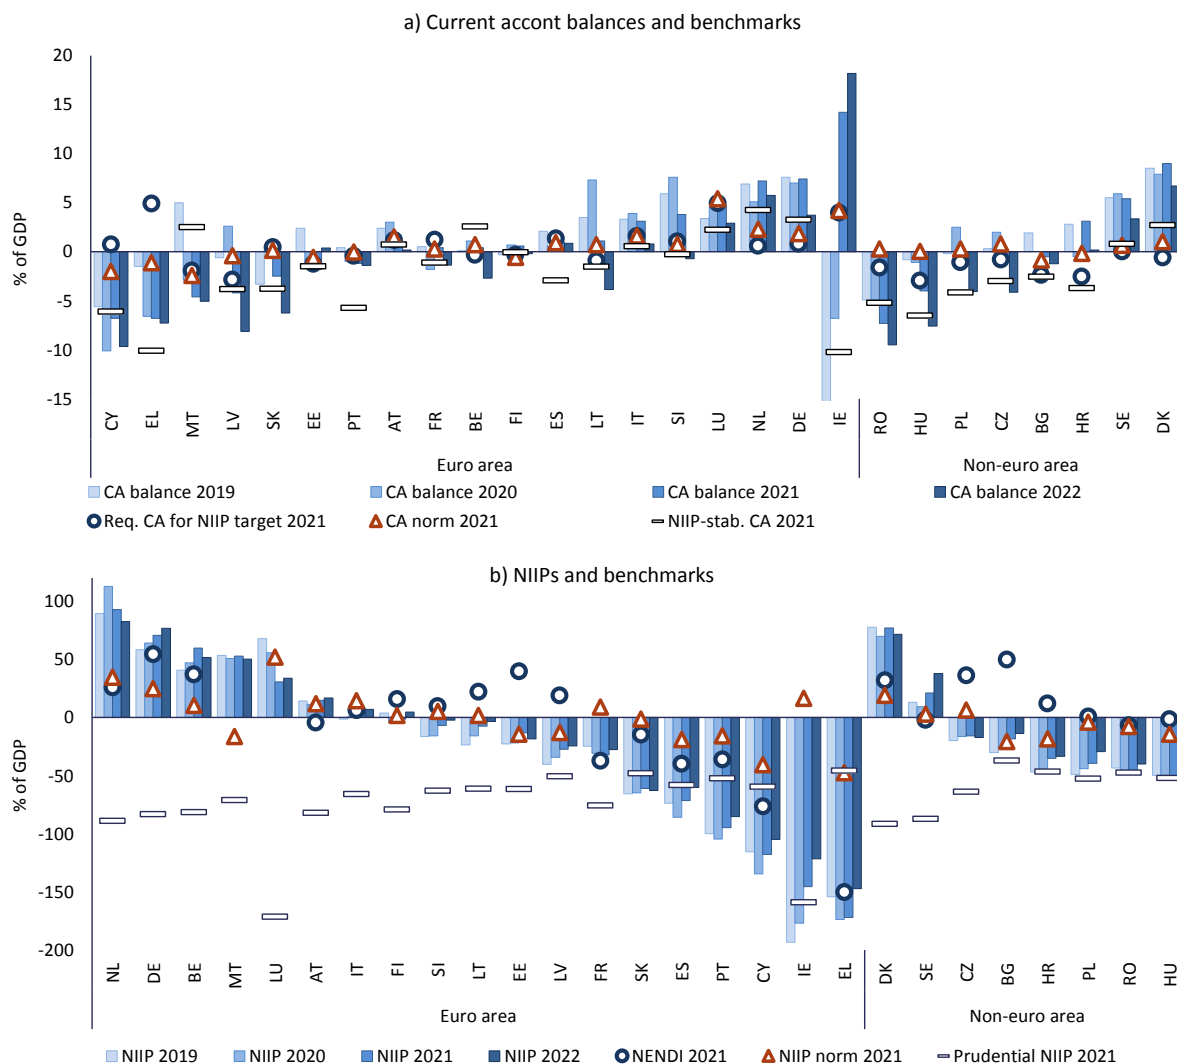 a) Current accont balances and benchmarks
20
15
10
5
0
-5
-10
-15
% of GDP
CY EL MT LV SK EE PT AT FR BE FI ES LT IT SI LU NL DE IE RO HU PL CZ BG HR SE DK
Euro area Non-euro area
CA balance 2019 CA balance 2020 CA balance 2021 CA balance 2022
Req. CA for NIIP target 2021 CA norm 2021 NIIP-stab. CA 2021
b) NIIPs and benchmarks
100
50
0
-50
-100
-150
-200
% of GDP
NL DE BE MT LU AT IT FI SI LT EE LV FR SK ES PT CY IE EL DK SE CZ BG HR PL RO HU
Euro area Non-euro area
NIIP 2019 NIIP 2020 NIIP 2021 NIIP 2022 NENDI 2021 NIIP norm 2021 Prudential NIIP 2021